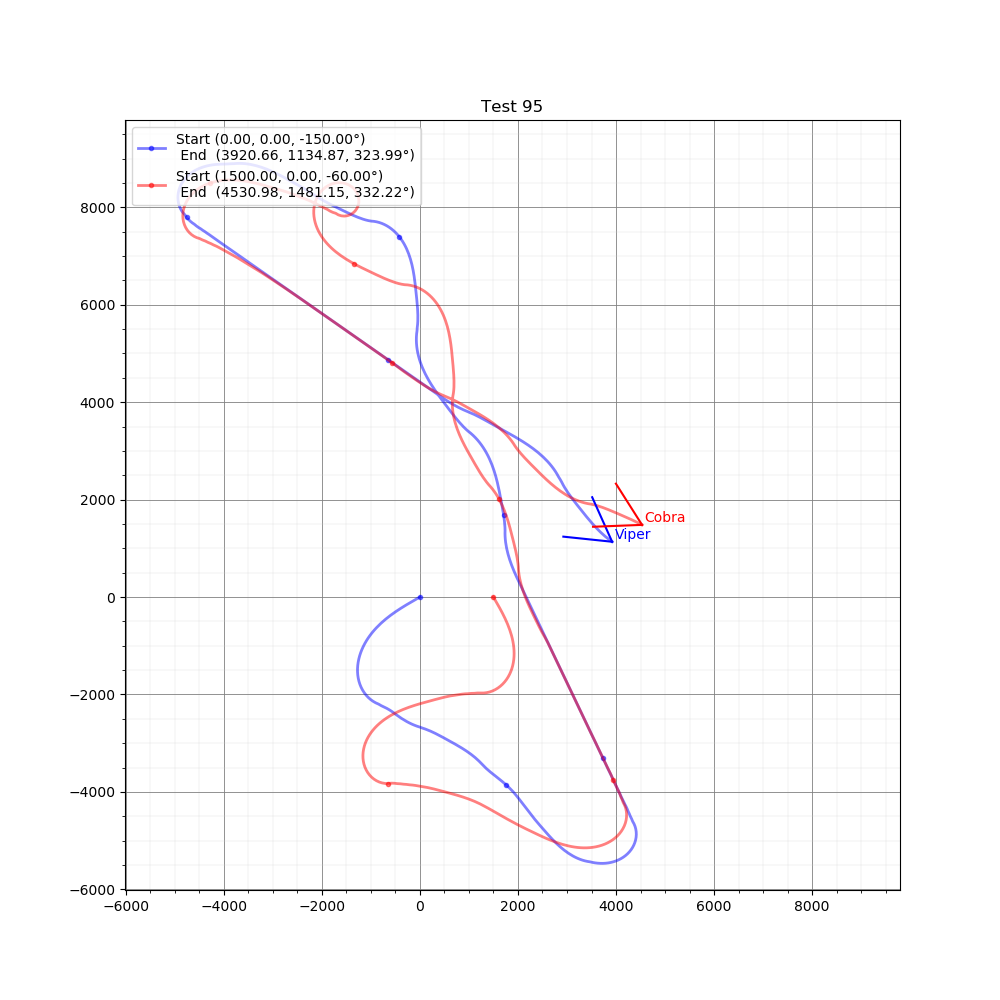 Test 95
Start (0.00, 0.00, -150.00°)
End (3920.66, 1134.87, 323.99°)
Start (1500.00, 0.00, -60.00°)
End (4530.98, 1481.15, 332.22°)
8000
6000
4000
2000
0
−2000
−4000
−6000
Cobra
Viper
−6000 −4000 −2000 0 2000 4000 6000 8000